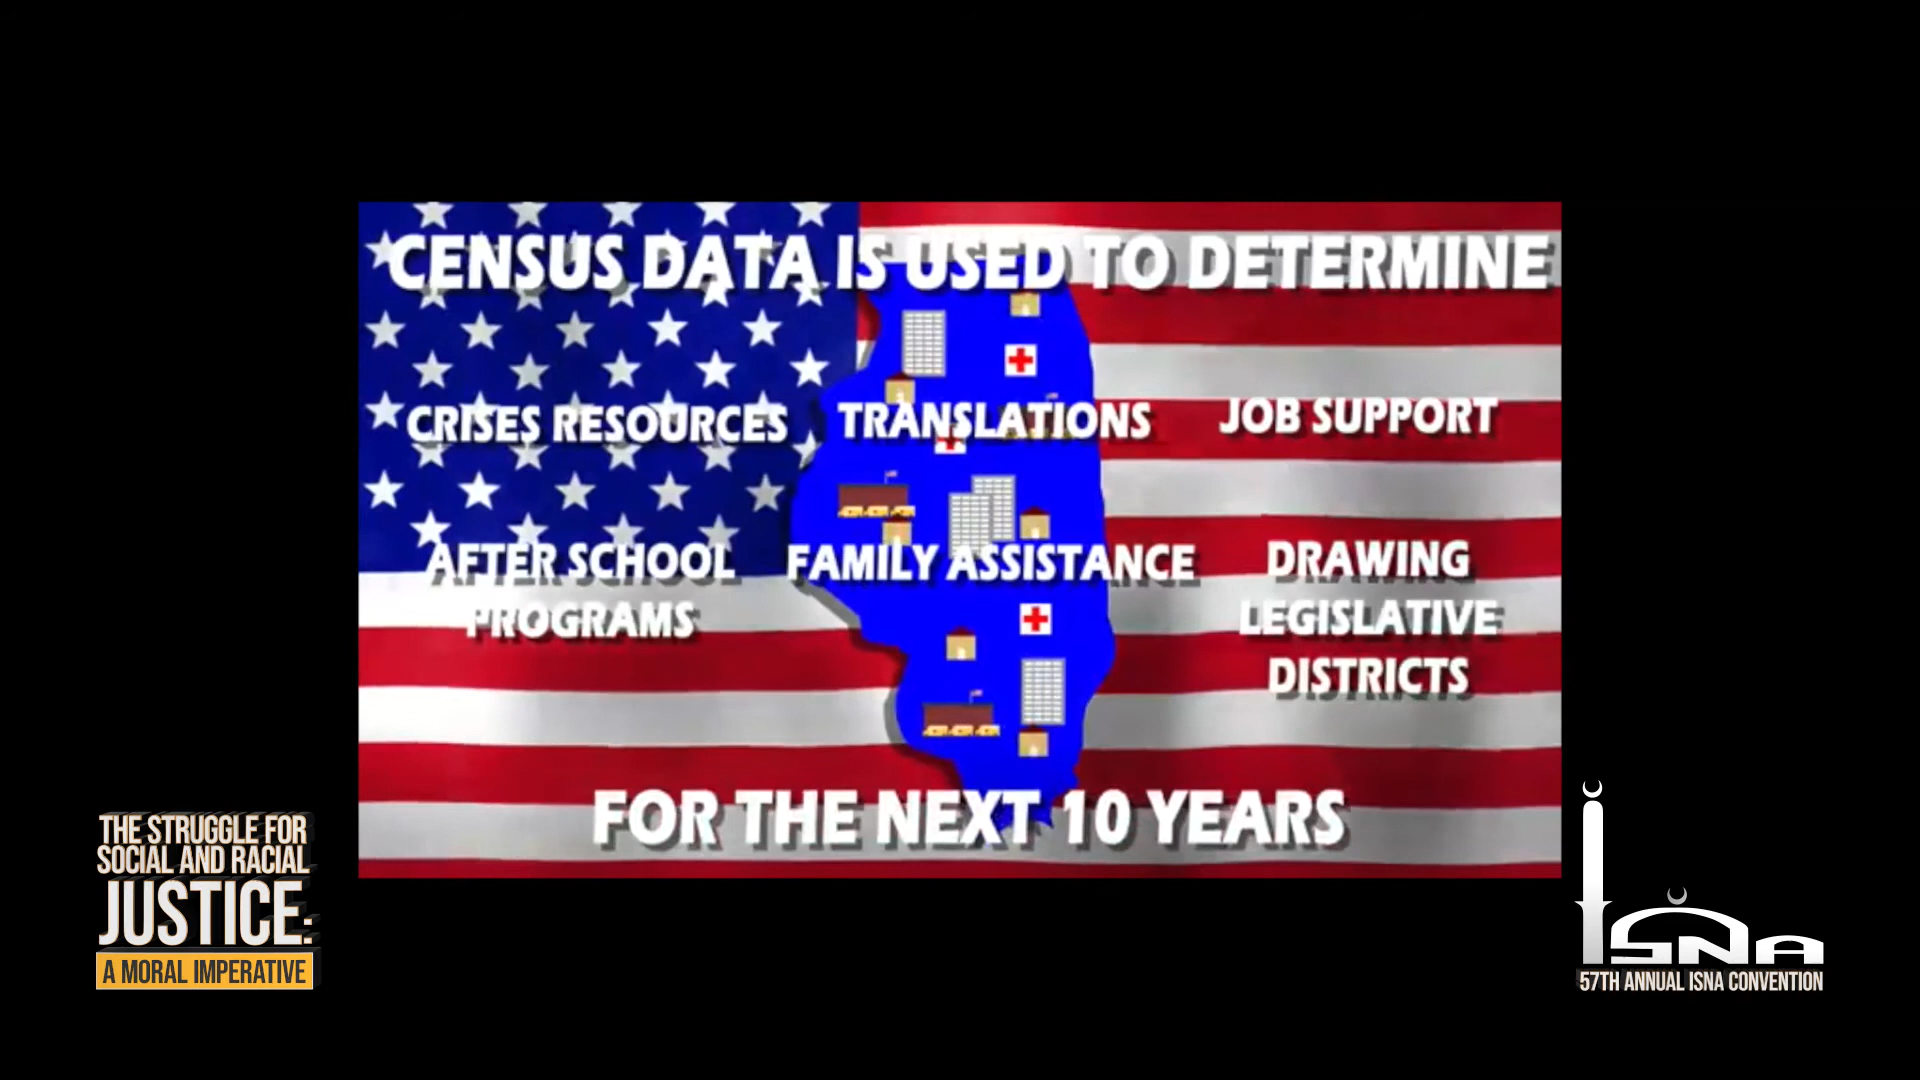 CENSUS DATA IS USED TO DETERMINE
CRISES RESOURCES
TRANSLATIONS
JOB SUPPORT
AFTER SCHOOL
PROGRAMS
FAMILY ASSISTANCE
DRAWING
LEGISLATIVE
DISTRICTS
FOR THE NEXT 10 YEARS
THE STRUGGLE FOR
SOCIAL AND RACIAL
JUSTICE:
A MORAL IMPERATIVE
ISNA
57TH ANNUAL ISNA CONVENTION